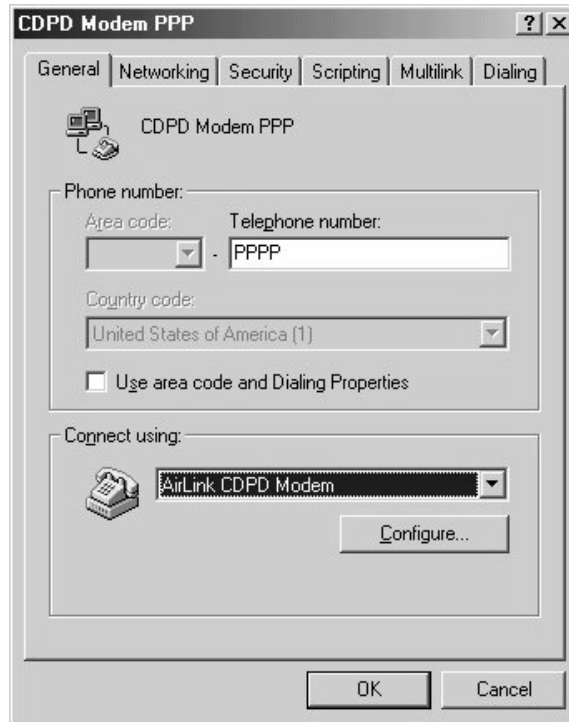 CDPD Modem PPP
General Networking Security Scripting Multilink Dialing
CDPD Modem PPP
Phone number:
Area code: Telephone number:
- PPPP
Country code:
United States of America (1)
Use area code and Dialing Properties
Connect using:
AirLink CDPD Modem
Configure...
OK Cancel